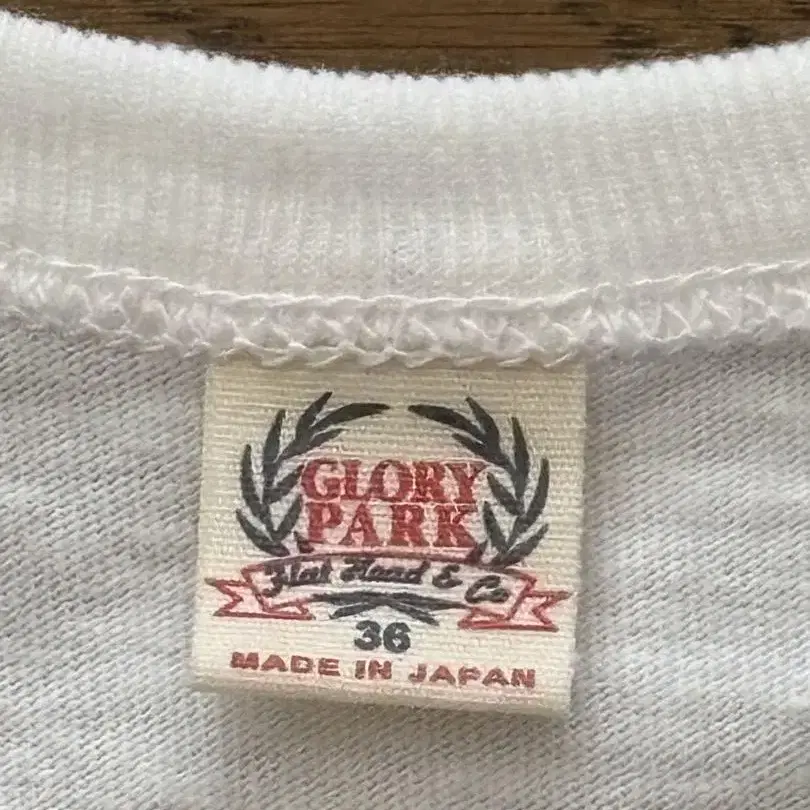 GLORY
PARK
Flat Head & Co
36
MADE IN JAPAN